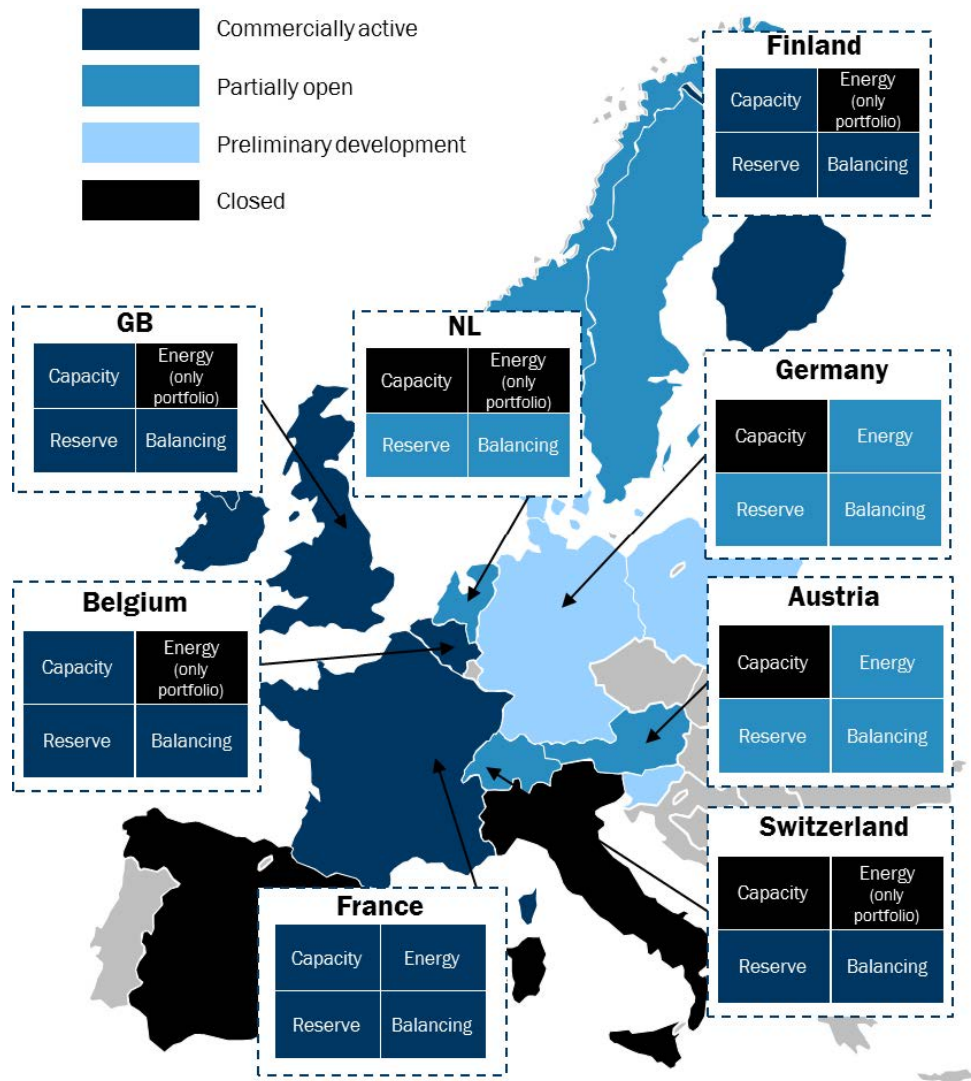 Commercially active
Partially open
Preliminary development
Closed
Finland
Capacity
Energy
(only
portfolio)
Reserve
Balancing
GB
Capacity
Energy
(only
portfolio)
Reserve
Balancing
NL
Capacity
Energy
(only
portfolio)
Reserve
Balancing
Germany
Capacity
Energy
Reserve
Balancing
Belgium
Capacity
Energy
(only
portfolio)
Reserve
Balancing
Austria
Capacity
Energy
Reserve
Balancing
Switzerland
Capacity
Energy
(only
portfolio)
Reserve
Balancing
France
Capacity
Energy
Reserve
Balancing